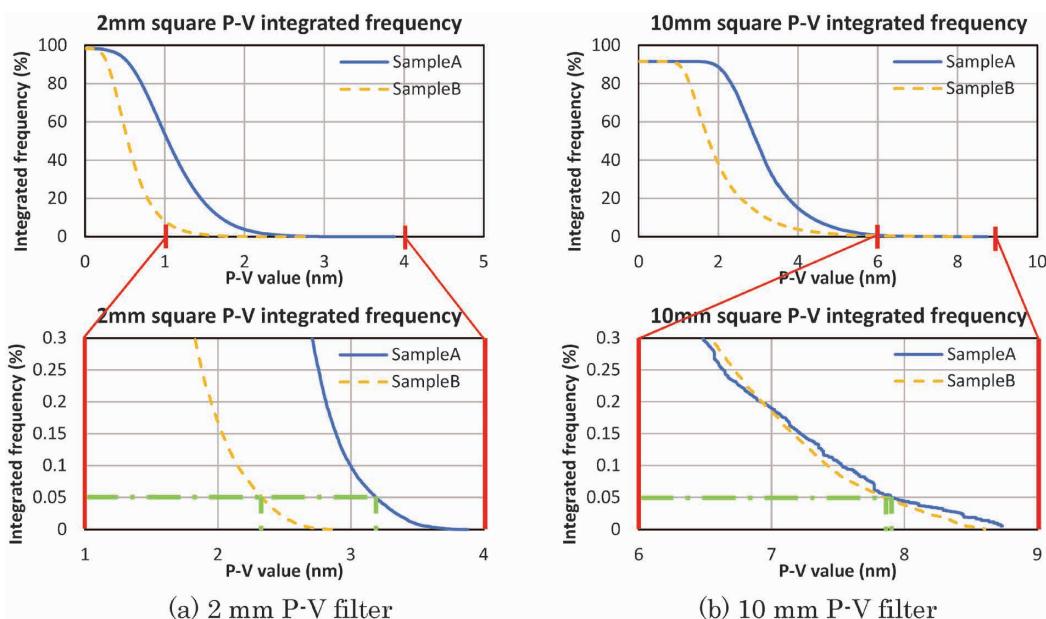 2mm square P-V integrated frequency
Integrated frequency (%)
100
80
60
40
20
0
SampleA
SampleB
0 1 2 3 4 5
P-V value (nm)
10mm square P-V integrated frequency
Integrated frequency (%)
100
80
60
40
20
0
SampleA
SampleB
0 2 4 6 8 10
P-V value (nm)
2mm square P-V integrated frequency
Integrated frequency (%)
0.3
0.25
0.2
0.15
0.1
0.05
0
SampleA
SampleB
1 2 3 4
P-V value (nm)
(a) 2 mm P-V filter
10mm square P-V integrated frequency
Integrated frequency (%)
0.3
0.25
0.2
0.15
0.1
0.05
0
SampleA
SampleB
6 7 8 9
P-V value (nm)
(b) 10 mm P-V filter